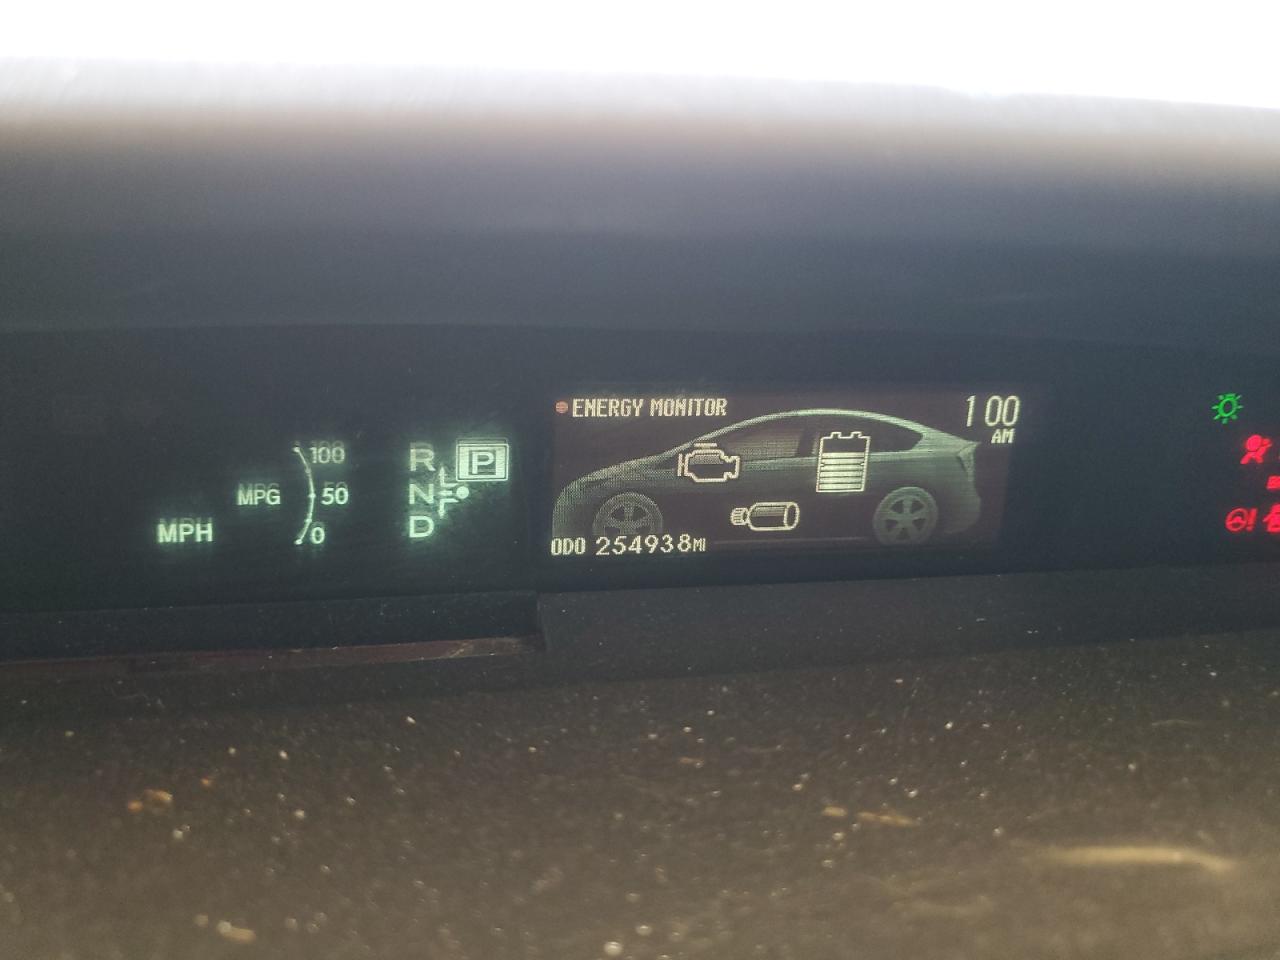 ENERGY MONITOR
1 00
AM
100
MPG
50
0
MPH
R
P
N
D
ODO 254938MI